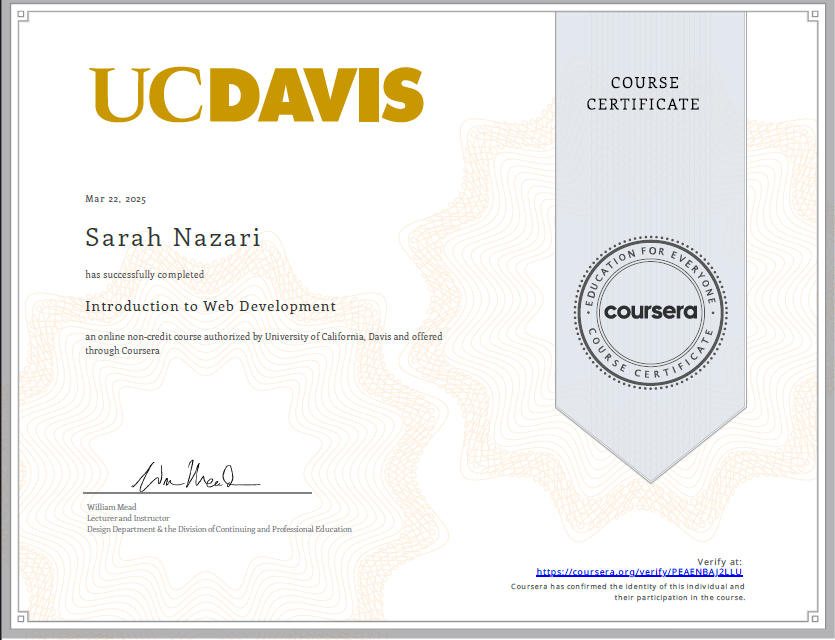 UCDAVIS
COURSE
CERTIFICATE
Mar 22, 2025
Sarah Nazari
has successfully completed
Introduction to Web Development
an online non-credit course authorized by University of California, Davis and offered
through Coursera
EDUCATION FOR EVERYONE
coursera
COURSE CERTIFICATE
William Mead
Lecturer and Instructor
Design Department & the Division of Continuing and Professional Education
Verify at:
https://coursera.org/verify/PEAENBAJ2LLU
Coursera has confirmed the identity of this individual and
their participation in the course.